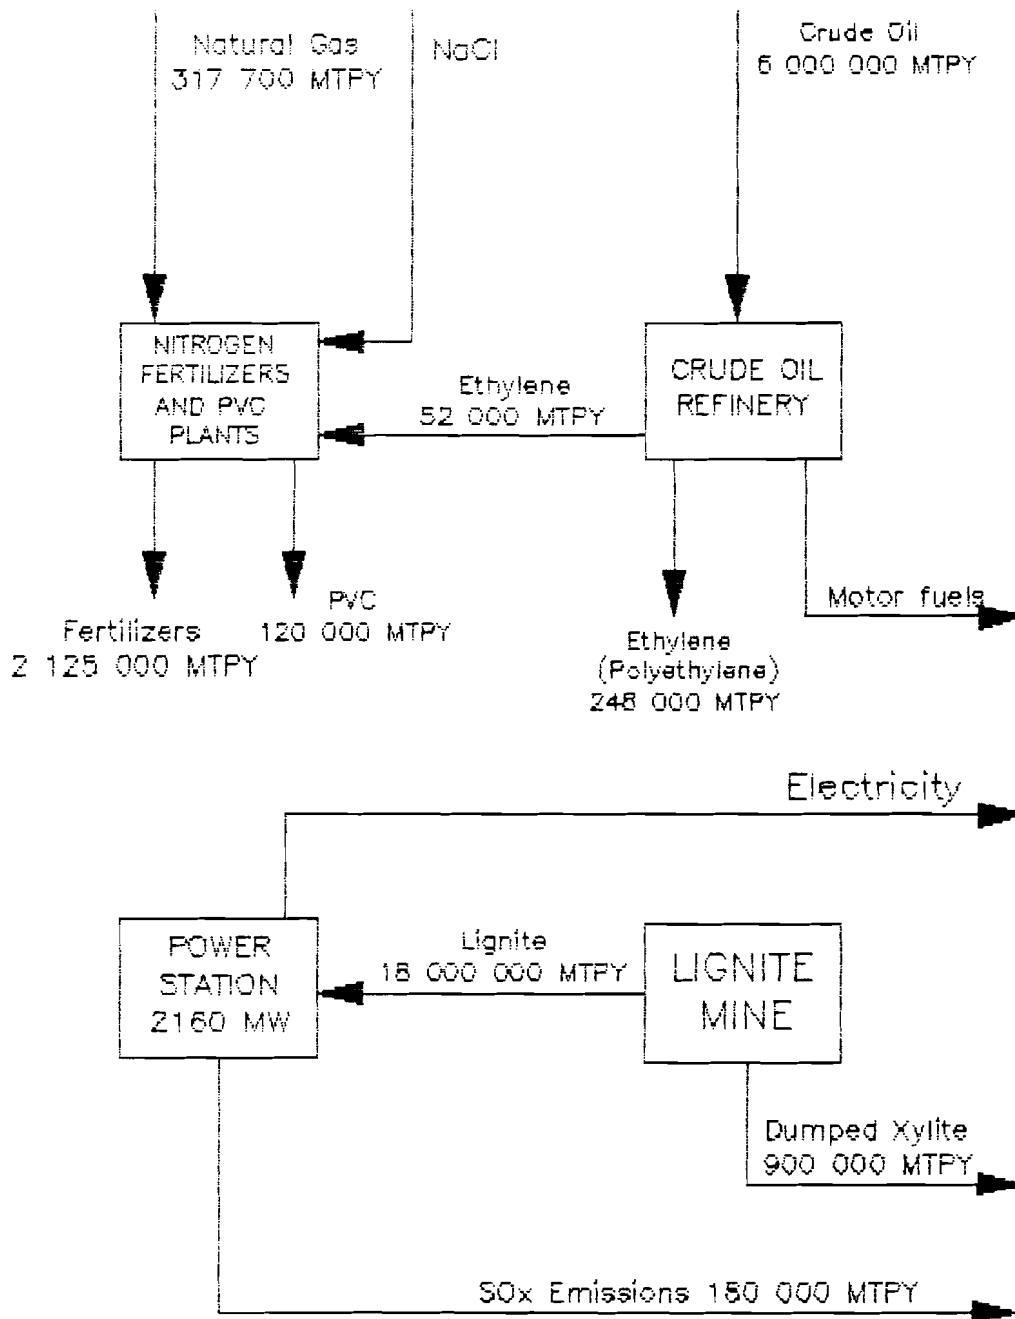 Natural Gas
317 700 MTPY
NaCl
Crude Oil
6 000 000 MTPY
NITROGEN
FERTILIZERS
AND PVC
PLANTS
Ethylene
52 000 MTPY
CRUDE OIL
REFINERY
Fertilizers
2 125 000 MTPY
PVC
120 000 MTPY
Ethylene
(Polyethylene)
248 000 MTPY
Motor fuels
Electricity
POWER
STATION
2160 MW
Lignite
18 000 000 MTPY
LIGNITE
MINE
Dumped Xylite
900 000 MTPY
SOx Emissions 180 000 MTPY